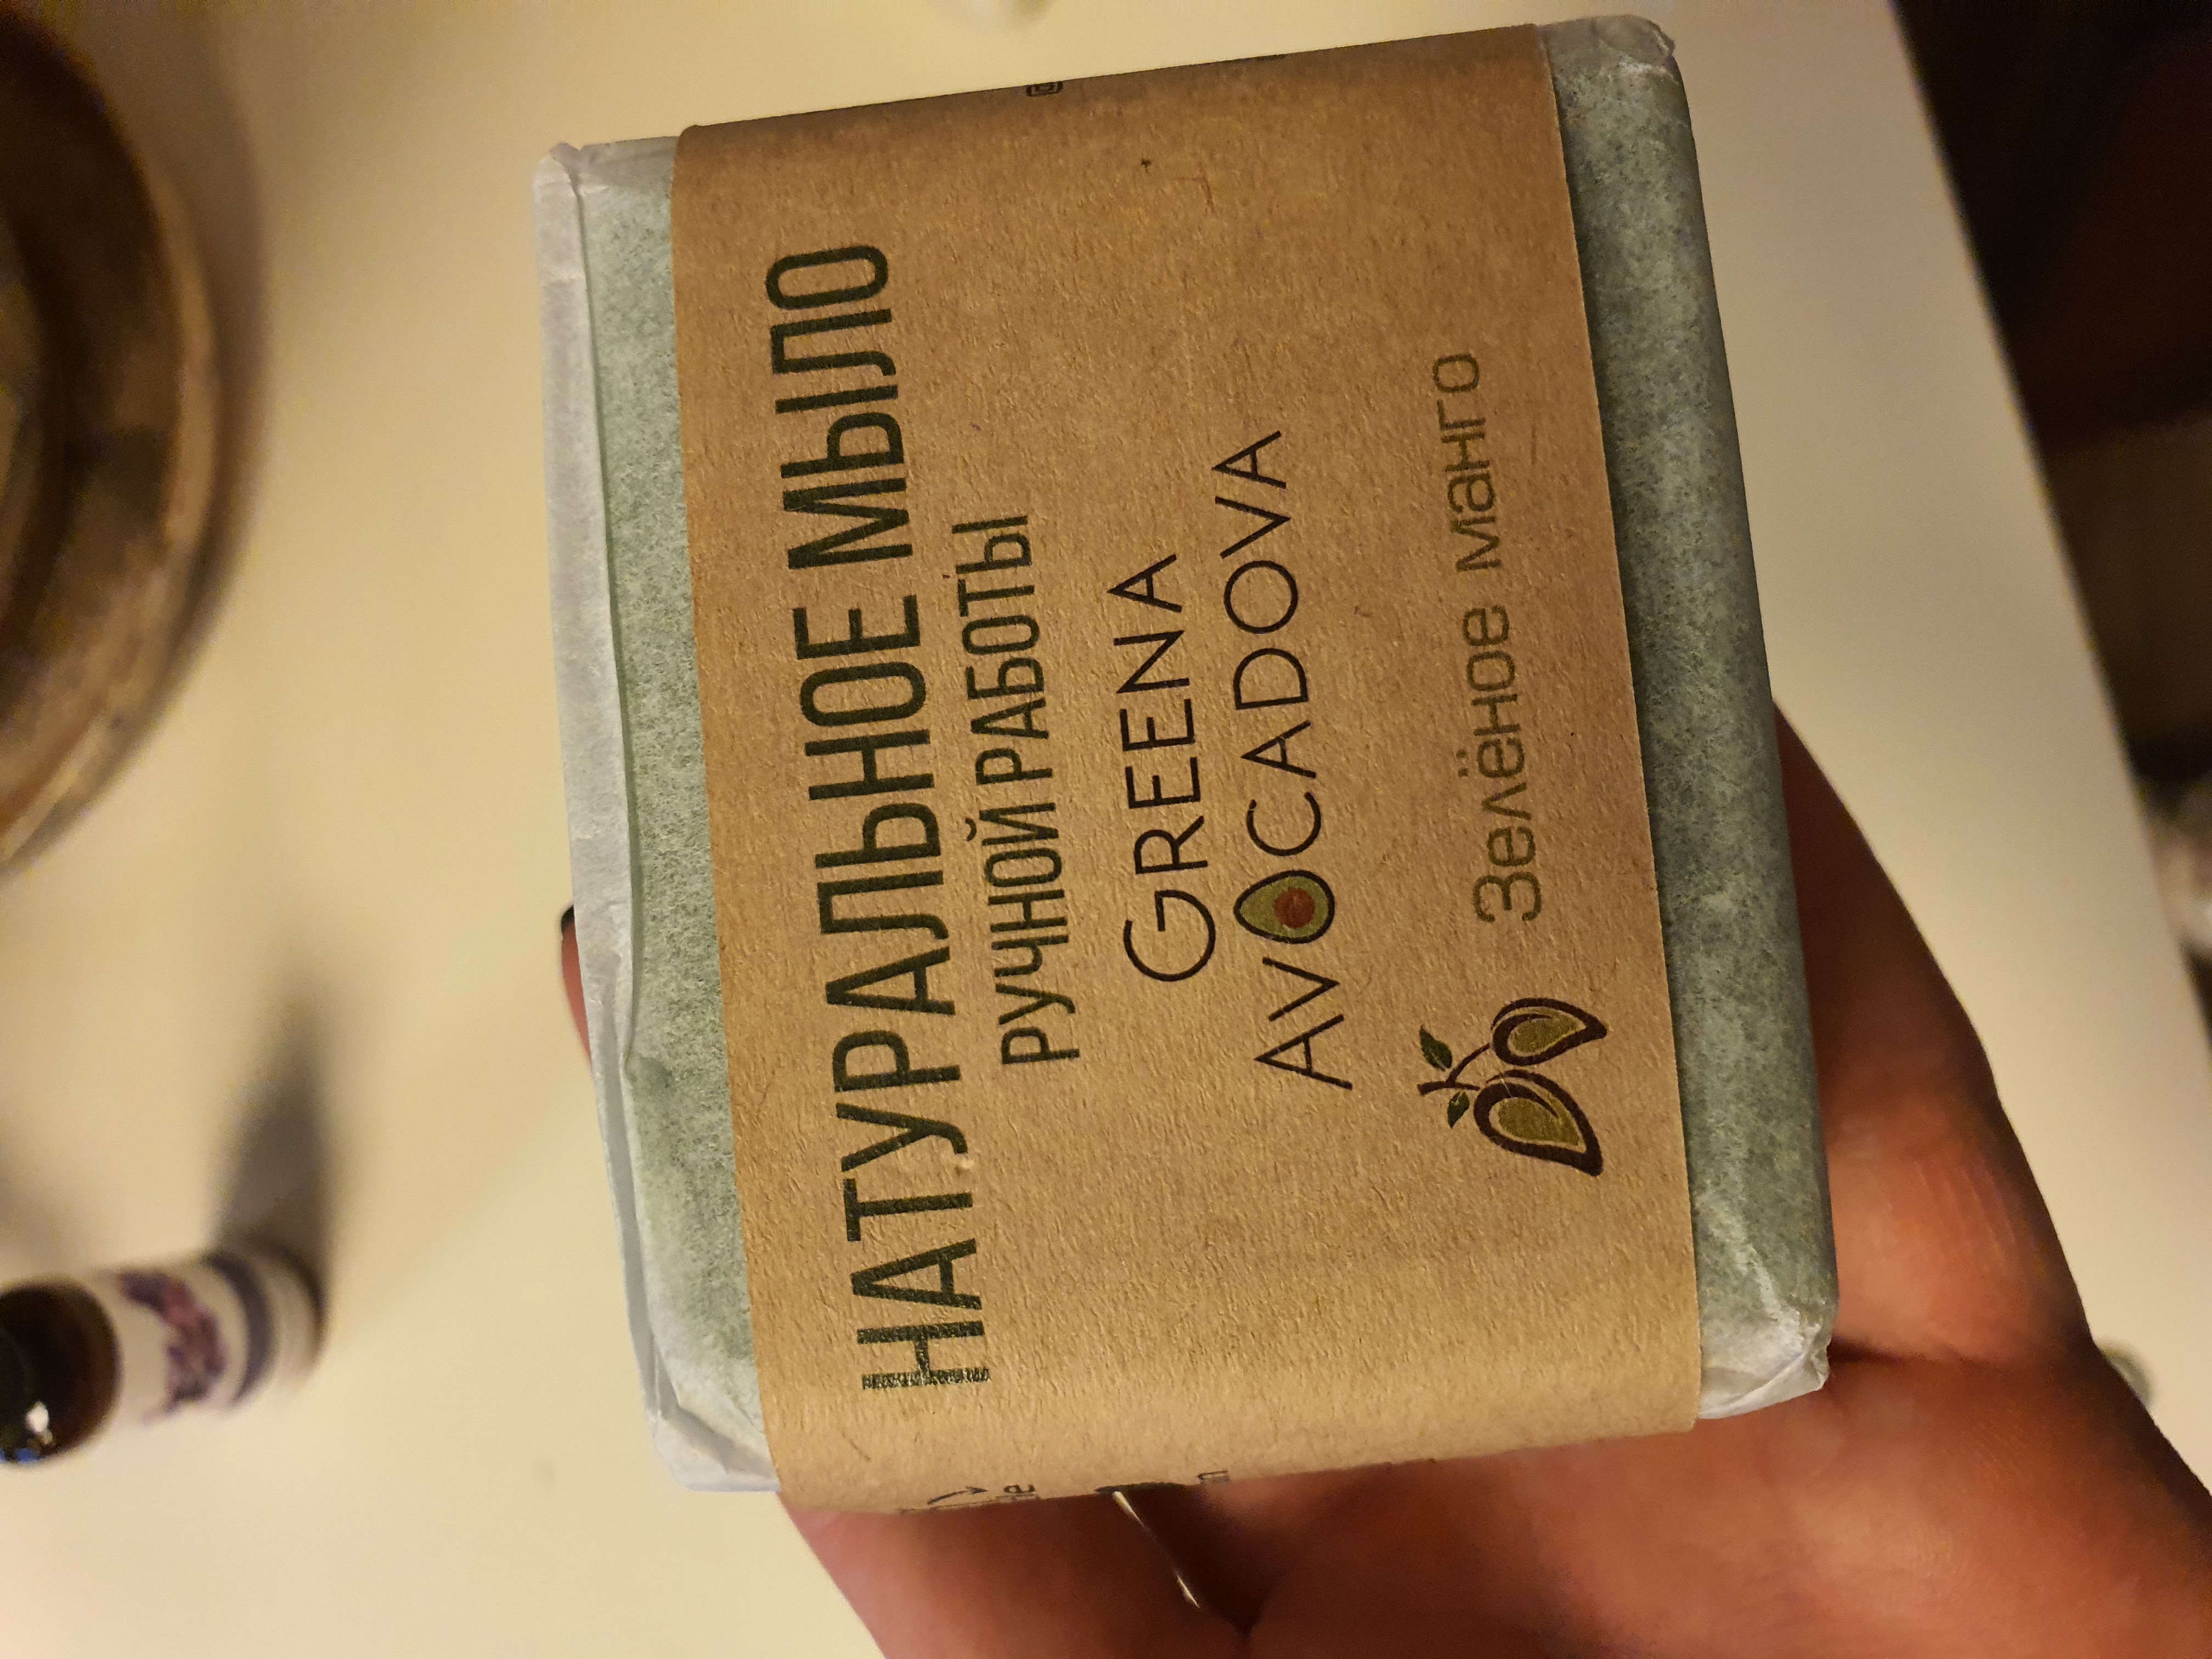 НАТУРАЛЬНОЕ МЫЛО
РУЧНОЙ РАБОТЫ
GREENA
AVOCADOVA
Зелёное манго